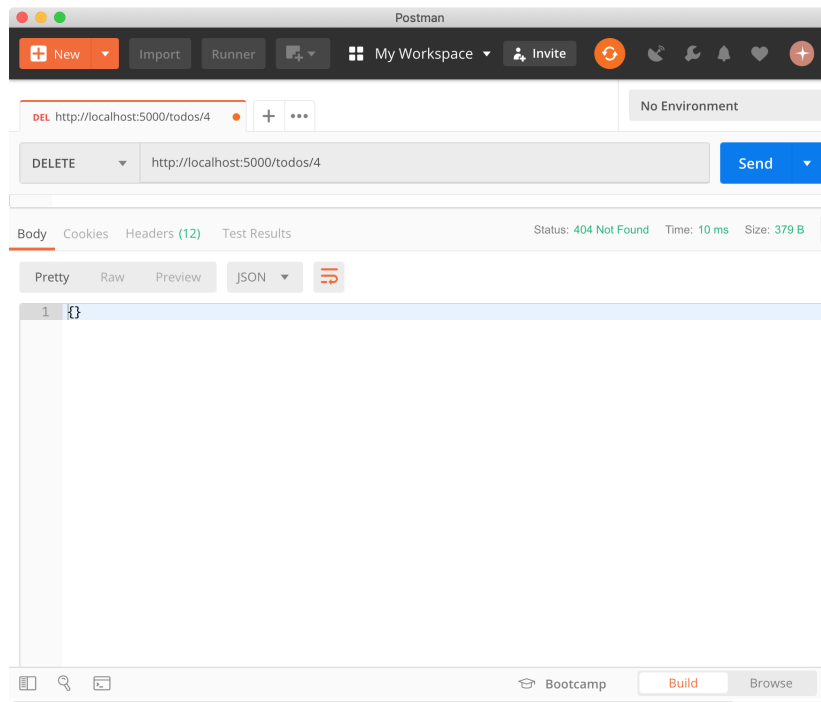 Postman
New Import Runner My Workspace Invite
No Environment
DEL http://localhost:5000/todos/4
DELETE http://localhost:5000/todos/4 Send
Body Cookies Headers (12) Test Results Status: 404 Not Found Time: 10 ms Size: 379 B
Pretty Raw Preview JSON
1 {}
Bootcamp Build Browse